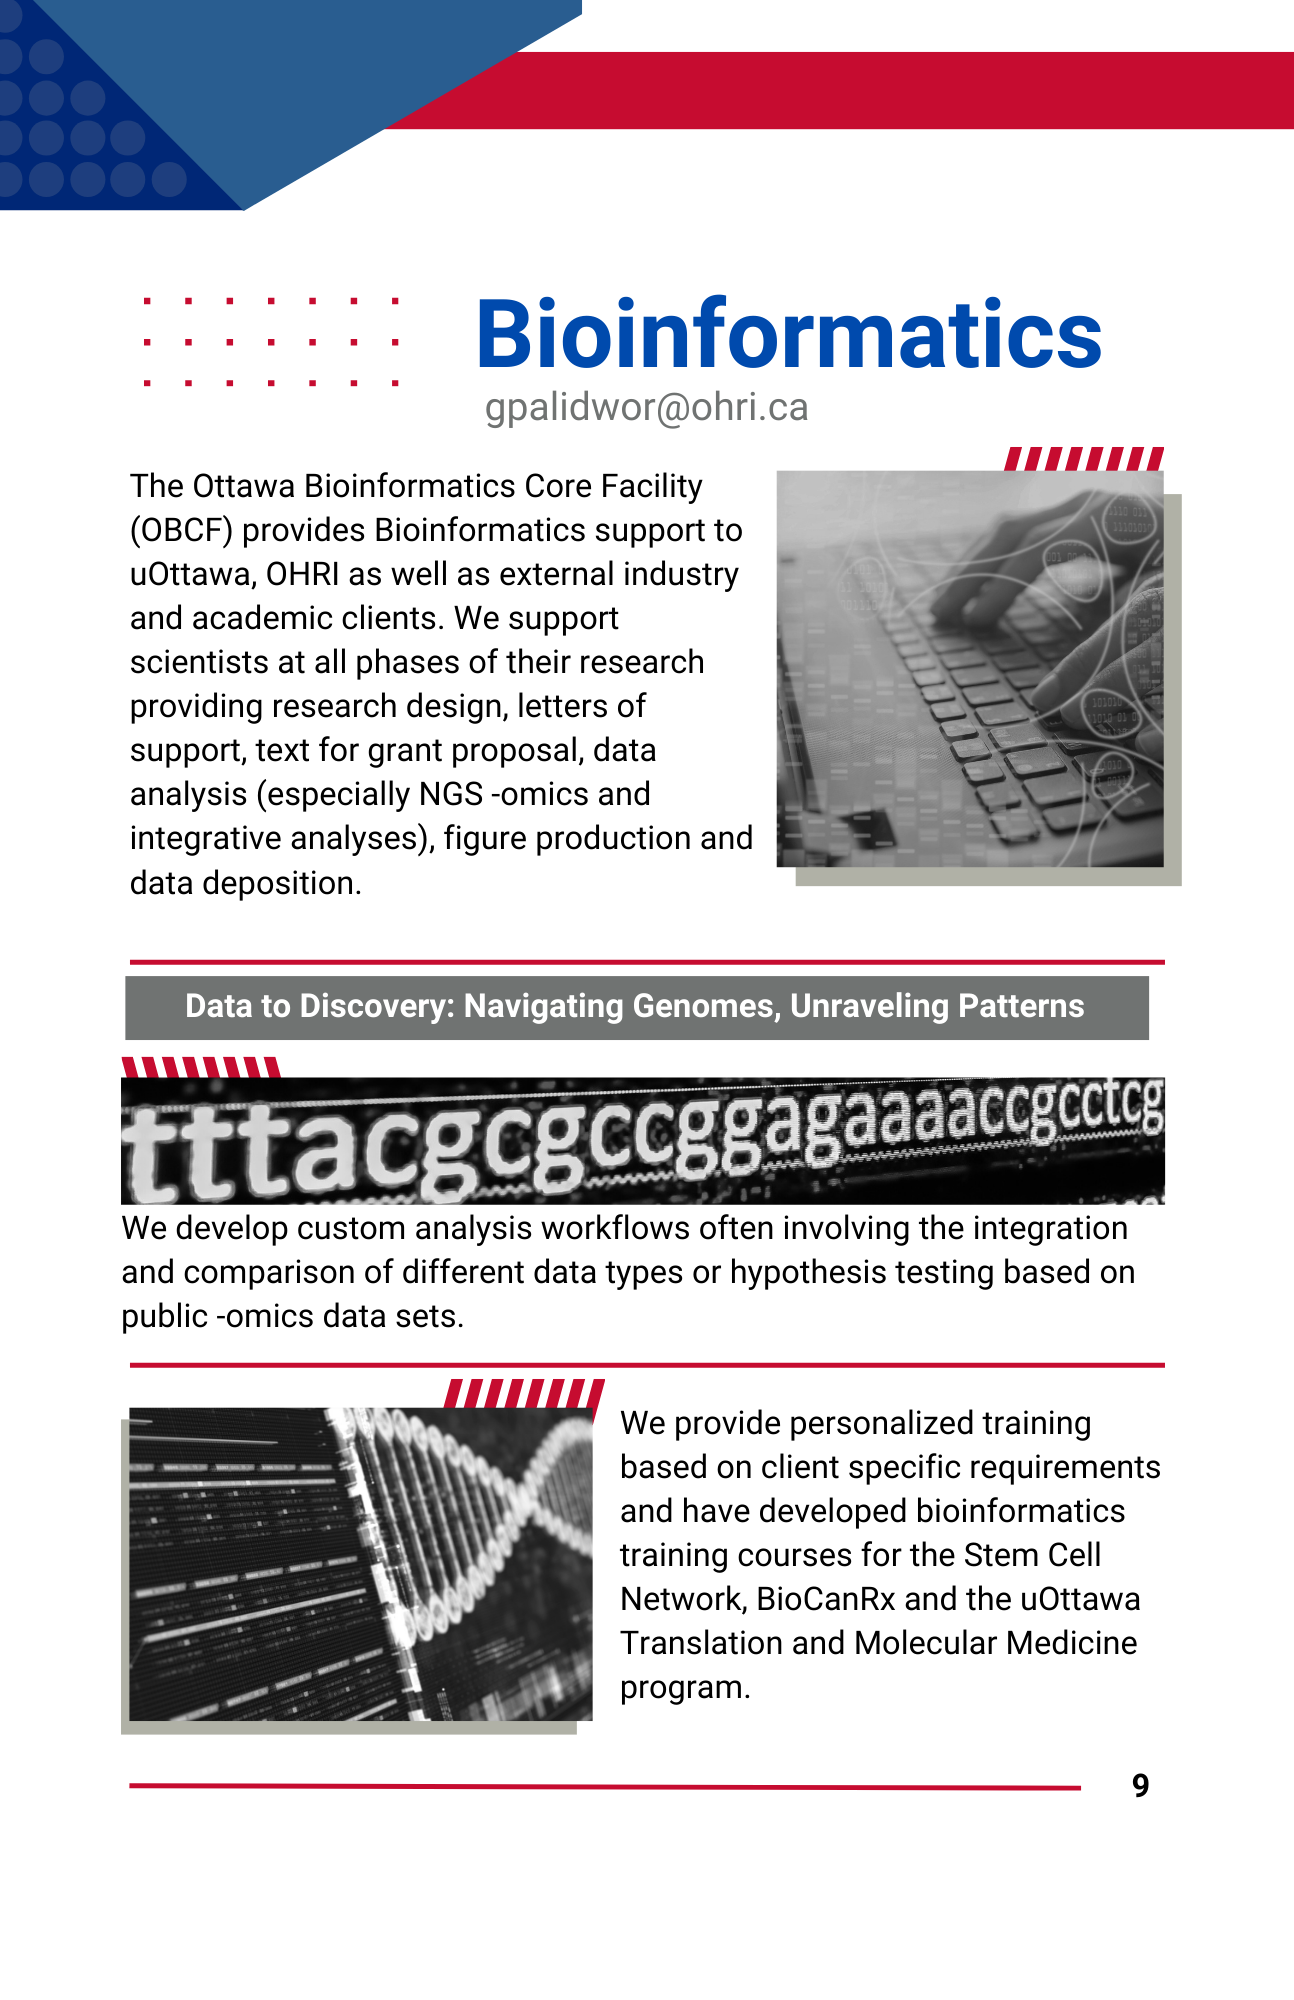 Bioinformatics
gpalidwor@ohri.ca
The Ottawa Bioinformatics Core Facility
(OBCF) provides Bioinformatics support to
uOttawa, OHRI as well as external industry
and academic clients. We support
scientists at all phases of their research
providing research design, letters of
support, text for grant proposal, data
analysis (especially NGS -omics and
integrative analyses), figure production and
data deposition.
Data to Discovery: Navigating Genomes, Unraveling Patterns
tttacgcgccggagaaaaccgcctcg
We develop custom analysis workflows often involving the integration
and comparison of different data types or hypothesis testing based on
public -omics data sets.
We provide personalized training
based on client specific requirements
and have developed bioinformatics
training courses for the Stem Cell
Network, BioCanRx and the uOttawa
Translation and Molecular Medicine
program.
9